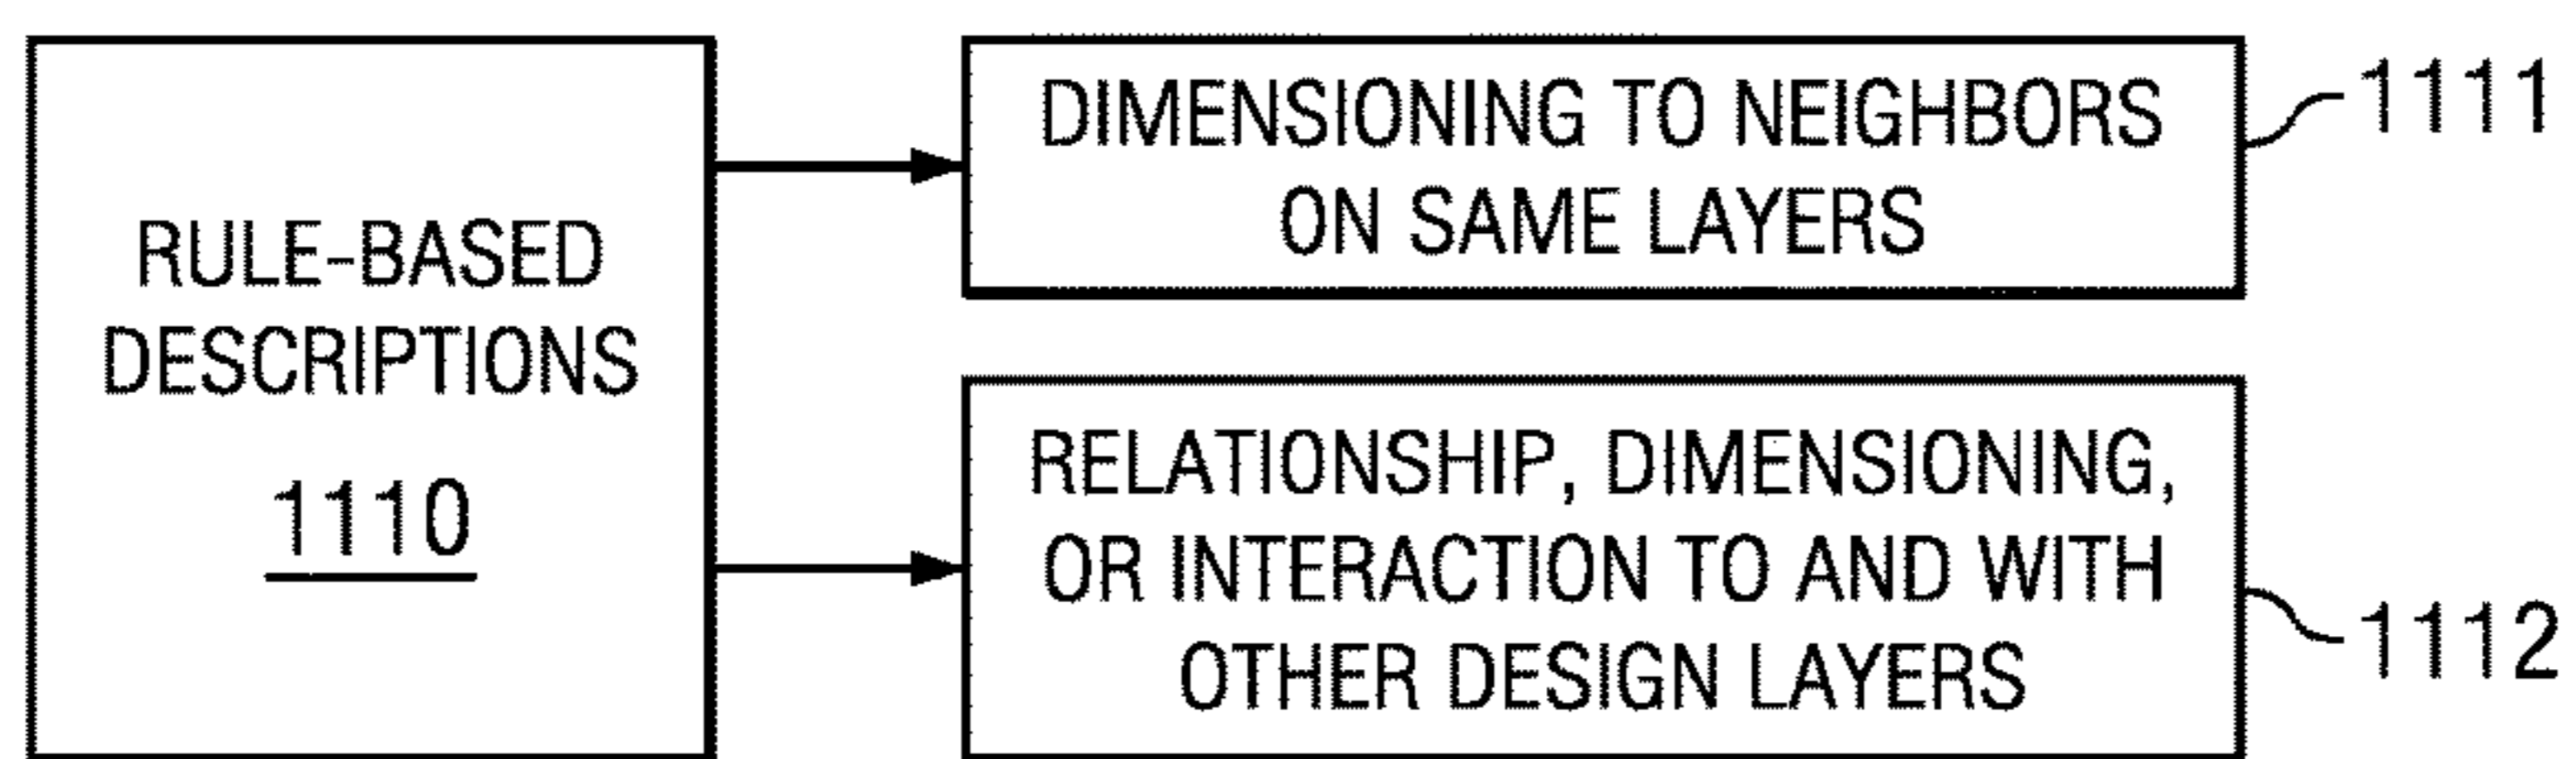 RULE-BASED
DESCRIPTIONS
1110
DIMENSIONING TO NEIGHBORS
ON SAME LAYERS
1111
RELATIONSHIP, DIMENSIONING,
OR INTERACTION TO AND WITH
OTHER DESIGN LAYERS
1112